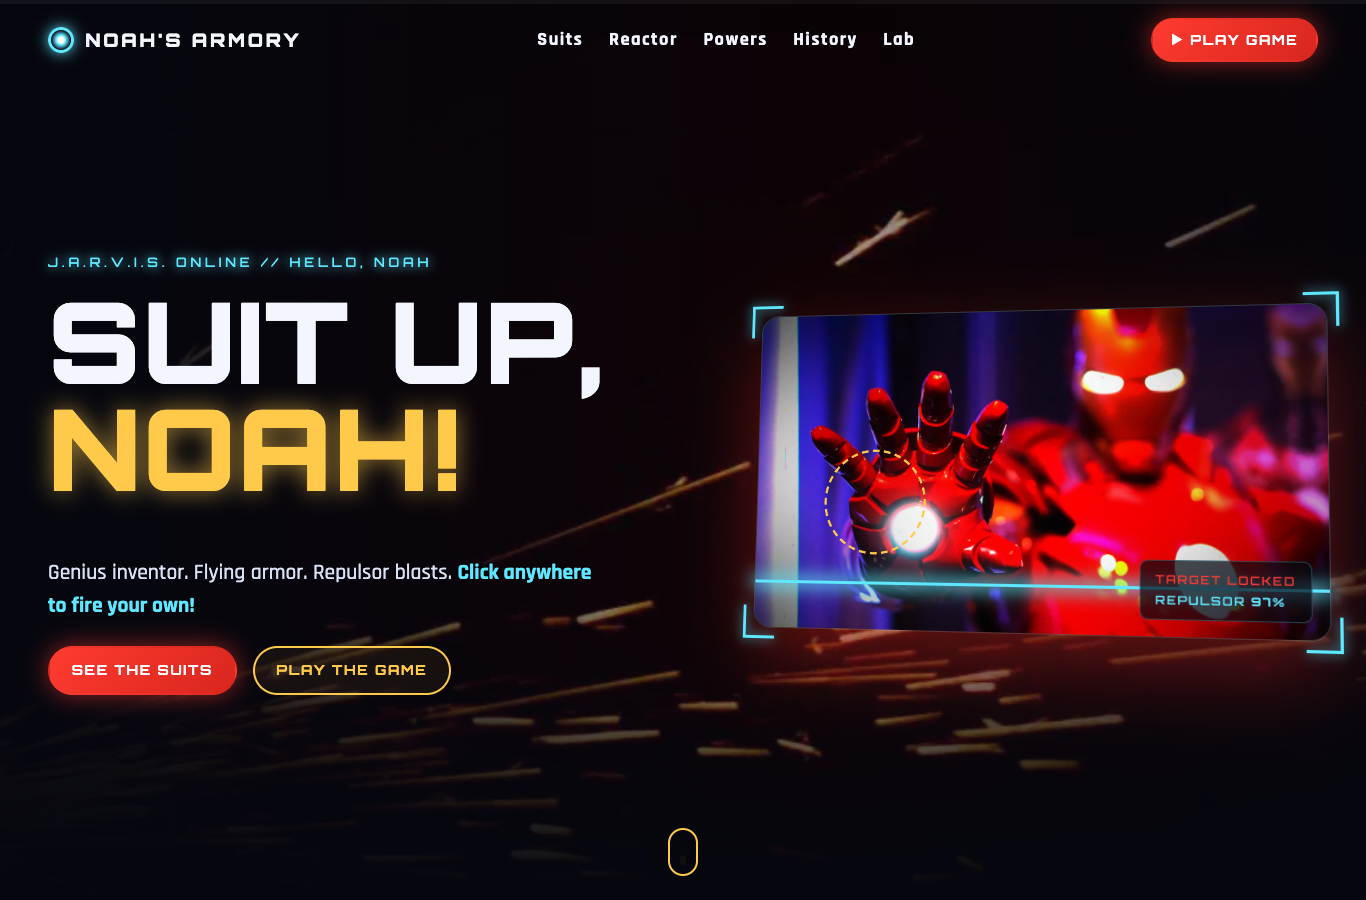 NOAH'S ARMORY
Suits Reactor Powers History Lab
PLAY GAME
J.A.R.V.I.S. ONLINE // HELLO, NOAH
SUIT UP,
NOAH!
Genius inventor. Flying armor. Repulsor blasts. Click anywhere
to fire your own!
SEE THE SUITS
PLAY THE GAME
TARGET LOCKED
REPULSOR 97%